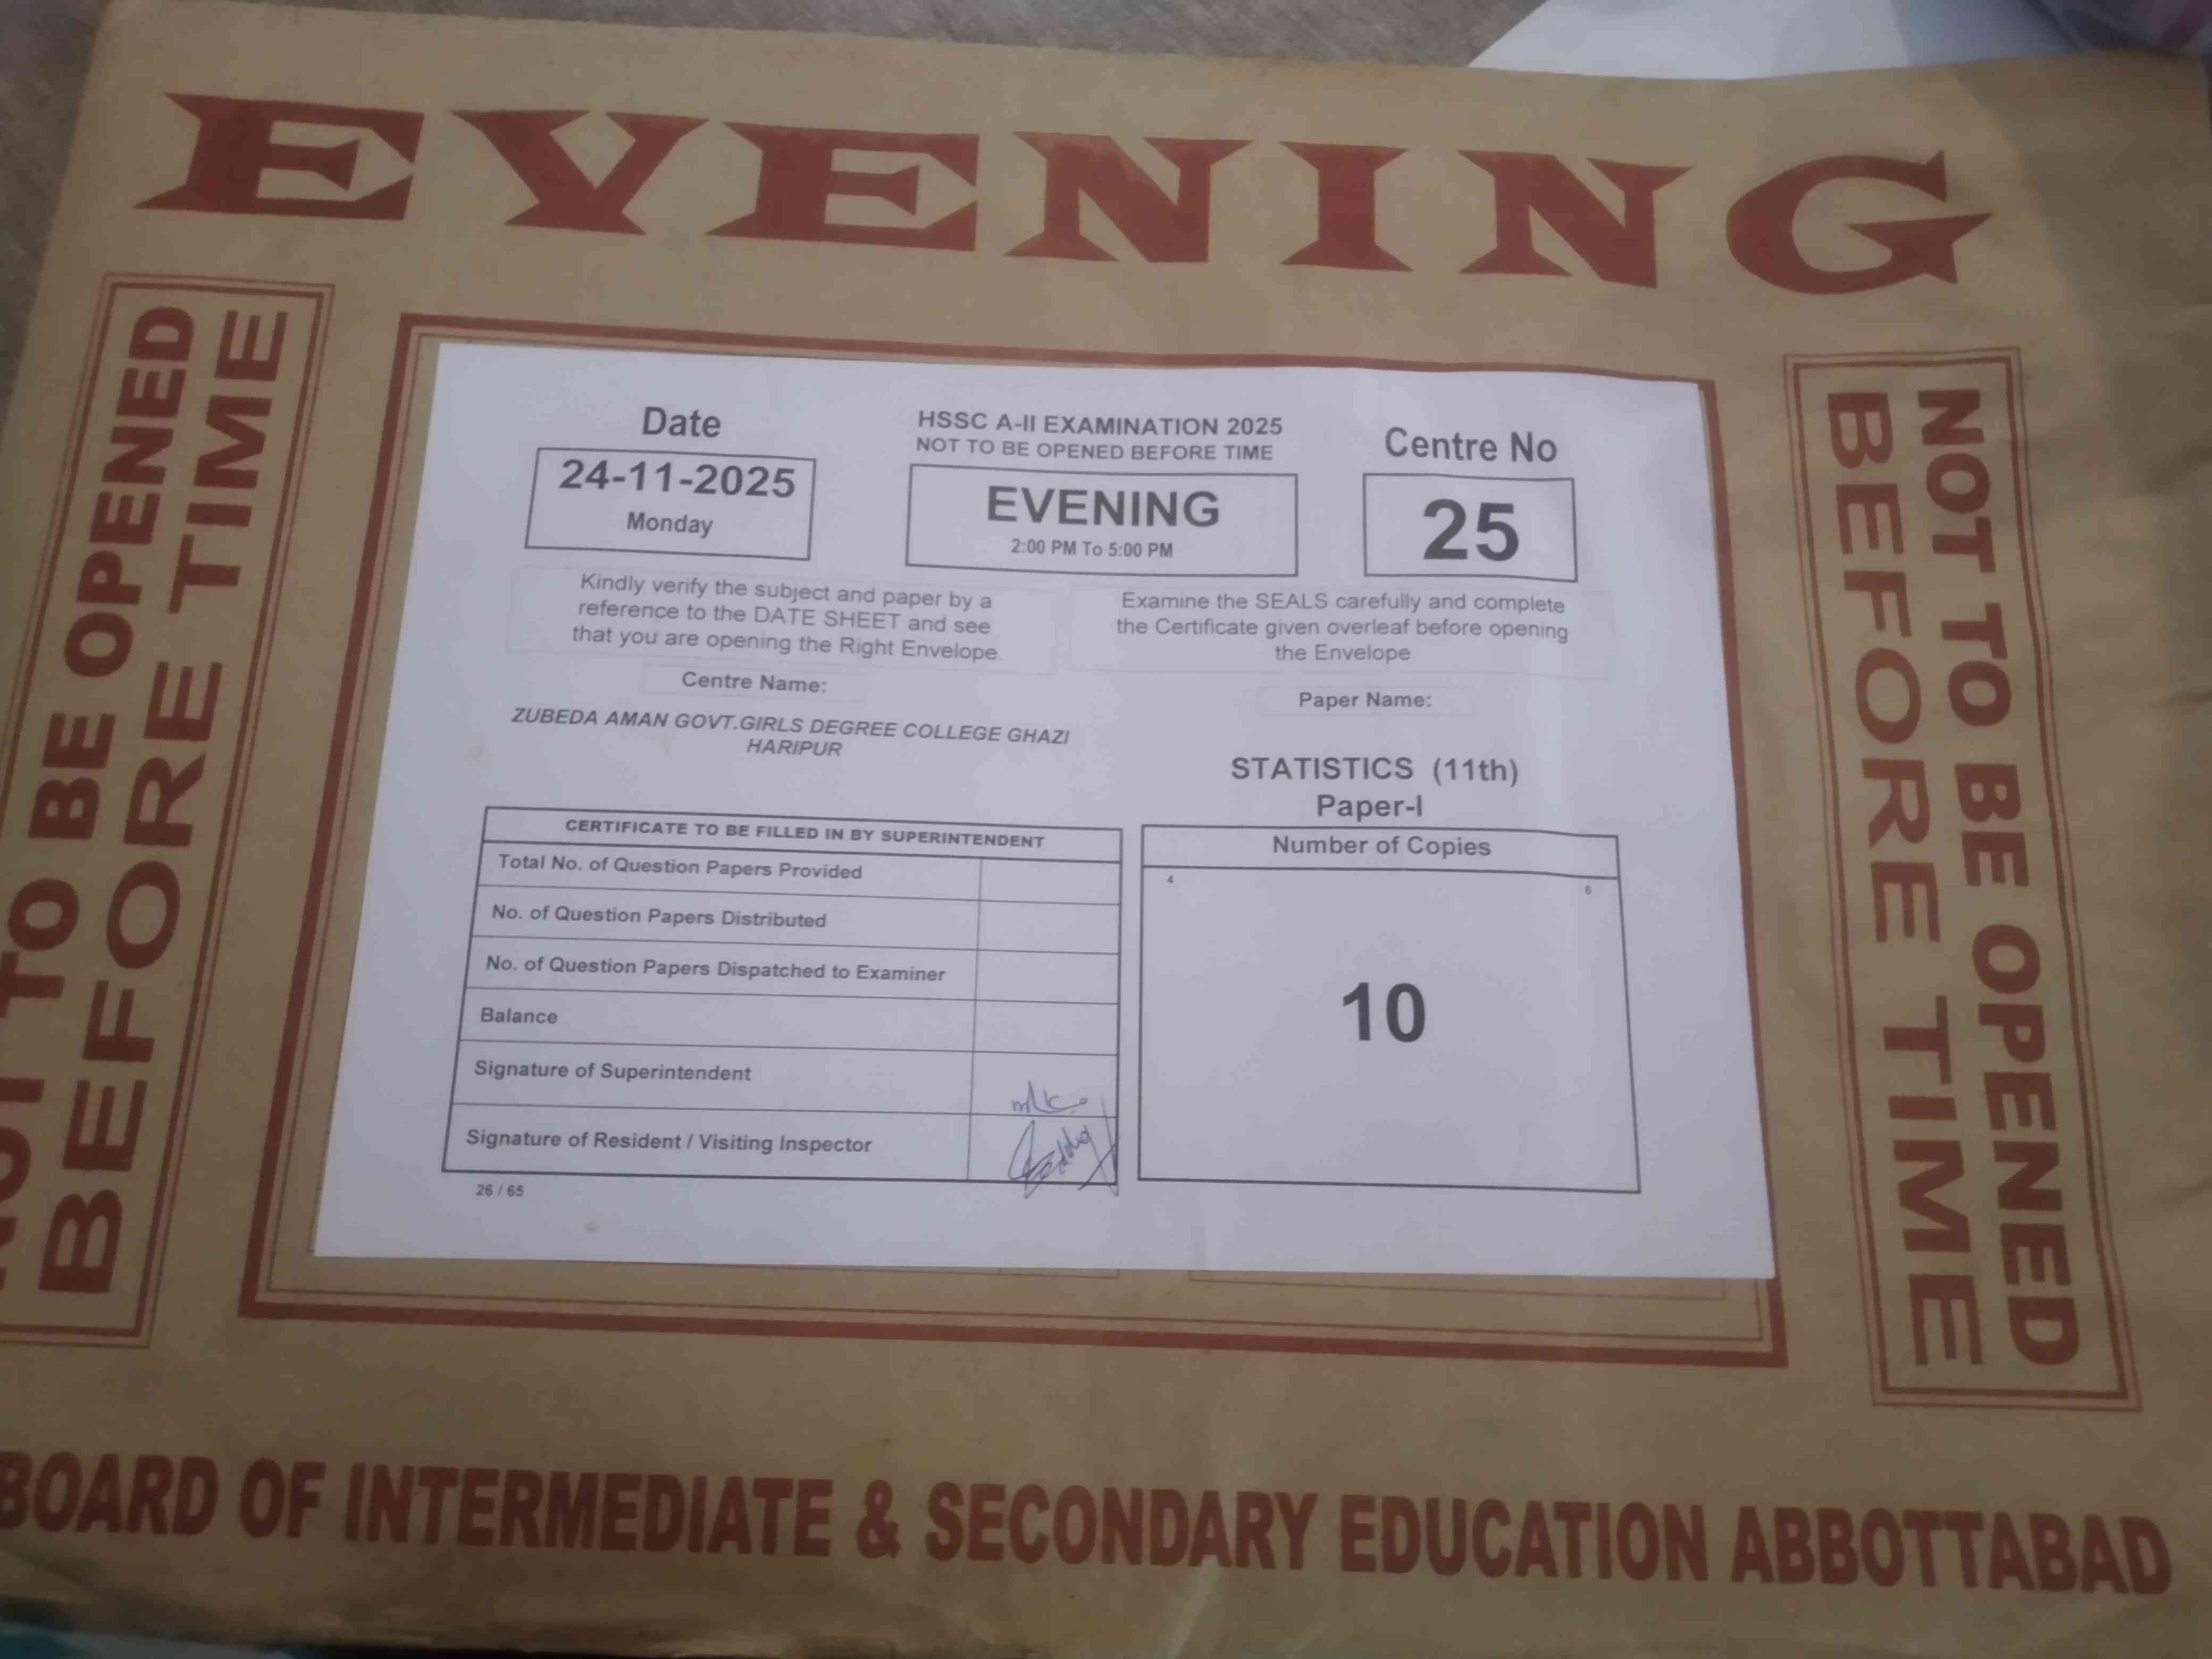 EVENING
NOT TO BE OPENED
BEFORE TIME
Date
24-11-2025
Monday
HSSC A-II EXAMINATION 2025
NOT TO BE OPENED BEFORE TIME
EVENING
2:00 PM To 5:00 PM
Centre No
25
Kindly verify the subject and paper by a
reference to the DATE SHEET and see
that you are opening the Right Envelope.
Examine the SEALS carefully and complete
the Certificate given overleaf before opening
the Envelope
Centre Name:
ZUBEDA AMAN GOVT.GIRLS DEGREE COLLEGE GHAZI
HARIPUR
Paper Name:
STATISTICS (11th)
Paper-I
CERTIFICATE TO BE FILLED IN BY SUPERINTENDENT
Total No. of Question Papers Provided
No. of Question Papers Distributed
No. of Question Papers Dispatched to Examiner
Balance
Signature of Superintendent
Signature of Resident / Visiting Inspector
26 / 65
Number of Copies
4
6
10
NOT TO BE OPENED
BEFORE TIME
BOARD OF INTERMEDIATE & SECONDARY EDUCATION ABBOTTABAD